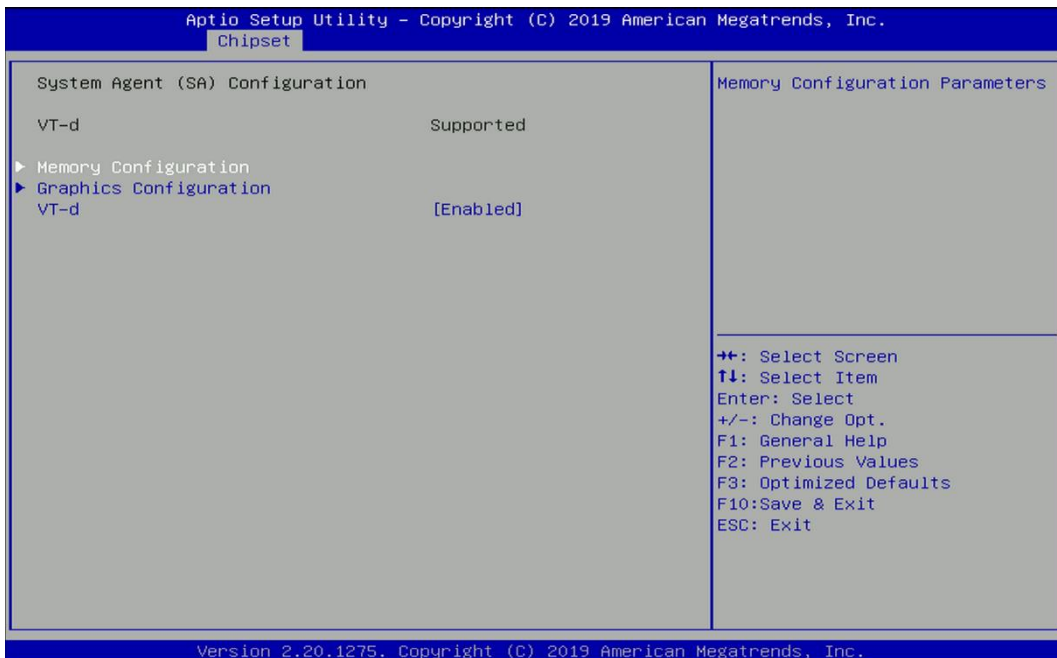 Aptio Setup Utility – Copyright (C) 2019 American Megatrends, Inc.
Chipset
System Agent (SA) Configuration
VT-d Supported
▶ Memory Configuration
▶ Graphics Configuration
VT-d [Enabled]
Memory Configuration Parameters
→←: Select Screen
↑↓: Select Item
Enter: Select
+/-: Change Opt.
F1: General Help
F2: Previous Values
F3: Optimized Defaults
F10:Save & Exit
ESC: Exit
Version 2.20.1275. Copyright (C) 2019 American Megatrends, Inc.